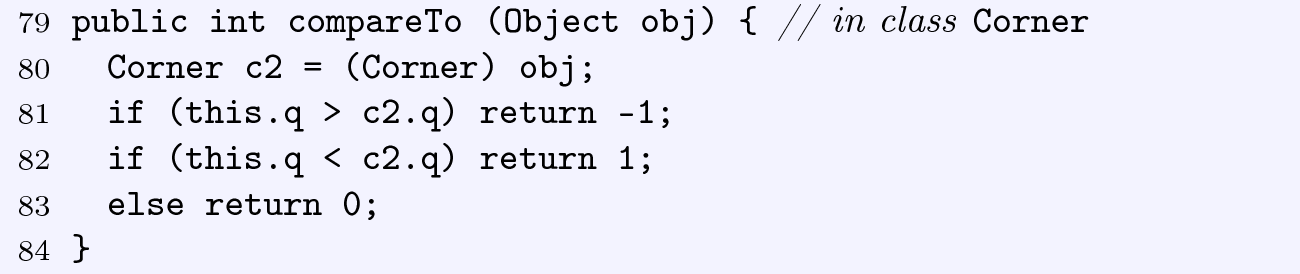 79 public int compareTo (Object obj) { // in class Corner
80 Corner c2 = (Corner) obj;
81 if (this.q > c2.q) return -1;
82 if (this.q < c2.q) return 1;
83 else return 0;
84 }